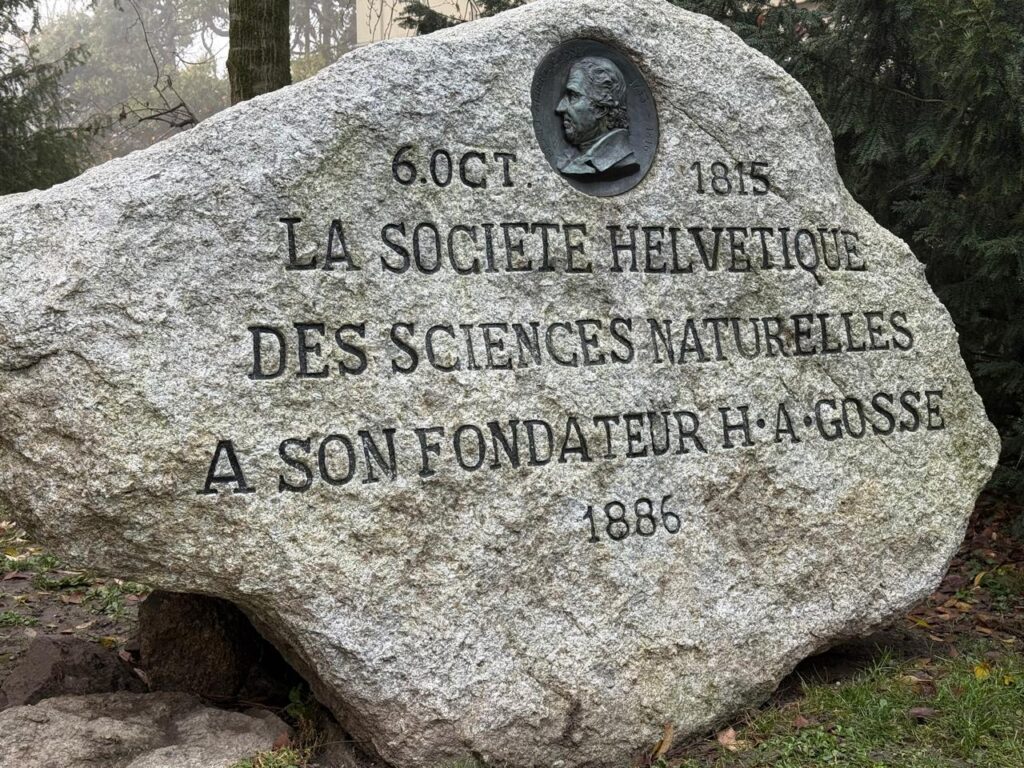 6.OCT. 1815
LA SOCIETE HELVETIQUE
DES SCIENCES NATURELLES
A SON FONDATEUR H·A·GOSSE
1886